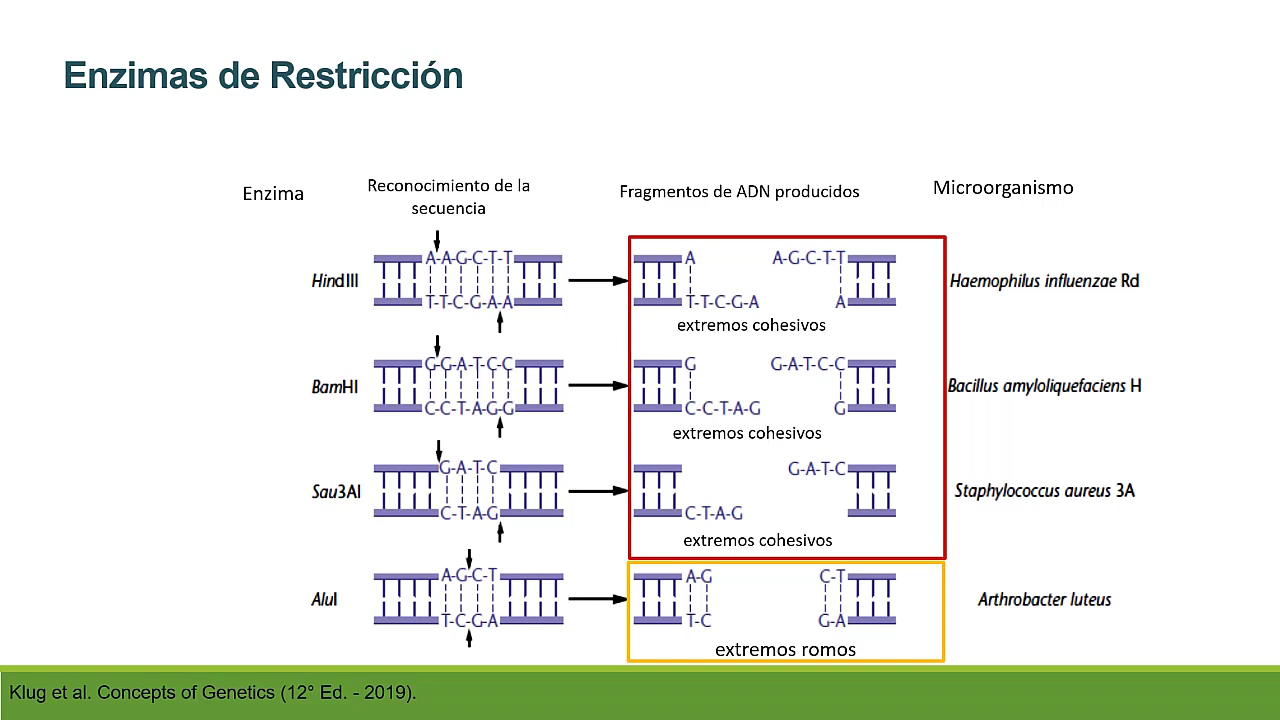 Enzimas de Restricción
Enzima
Reconocimiento de la
secuencia
Fragmentos de ADN producidos
Microorganismo
HindIII
A-A-G-C-T-T
T-T-C-G-A-A
A
T-T-C-G-A
A-G-C-T-T
A
extremos cohesivos
Haemophilus influenzae Rd
BamHI
G-G-A-T-C-C
C-C-T-A-G-G
G
C-C-T-A-G
G-A-T-C-C
G
extremos cohesivos
Bacillus amyloliquefaciens H
Sau3AI
G-A-T-C
C-T-A-G
C-T-A-G
G-A-T-C
extremos cohesivos
Staphylococcus aureus 3A
AluI
A-G-C-T
T-C-G-A
A-G
T-C
C-T
G-A
extremos romos
Arthrobacter luteus
Klug et al. Concepts of Genetics (12° Ed. - 2019).